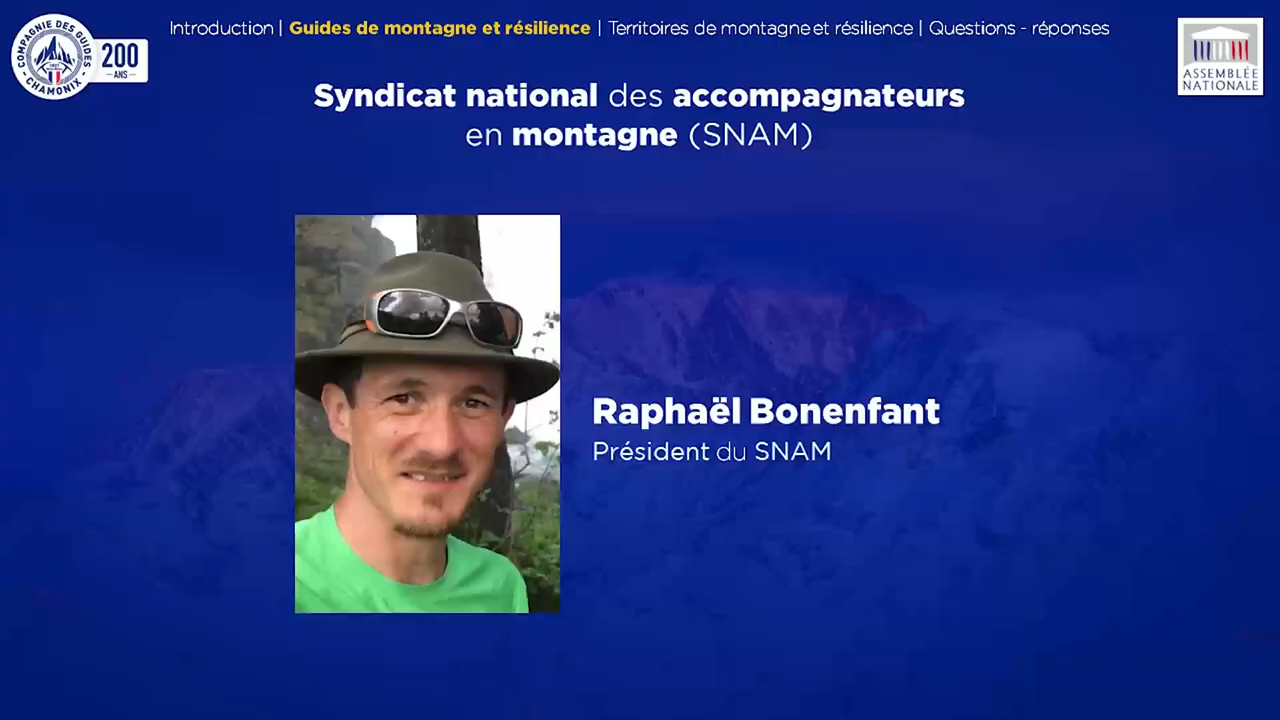 Introduction | Guides de montagne et résilience | Territoires de montagne et résilience | Questions - réponses
COMPAGNIE DES GUIDES
CHAMONIX
200
ANS
ASSEMBLÉE
NATIONALE
Syndicat national des accompagnateurs
en montagne (SNAM)
Raphaël Bonenfant
Président du SNAM